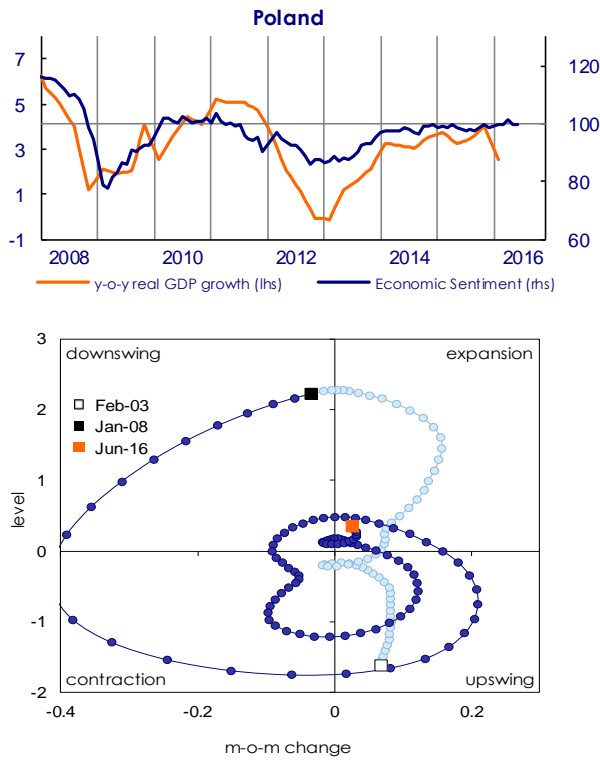 Poland
7 120
5 100
3 80
1
-1 60
2008 2010 2012 2014 2016
y-o-y real GDP growth (lhs) Economic Sentiment (rhs)
3
downswing expansion
Feb-03
2
Jan-08
Jun-16
1
level
0
-1
-2
contraction upswing
-0.4 -0.2 0 0.2
m-o-m change